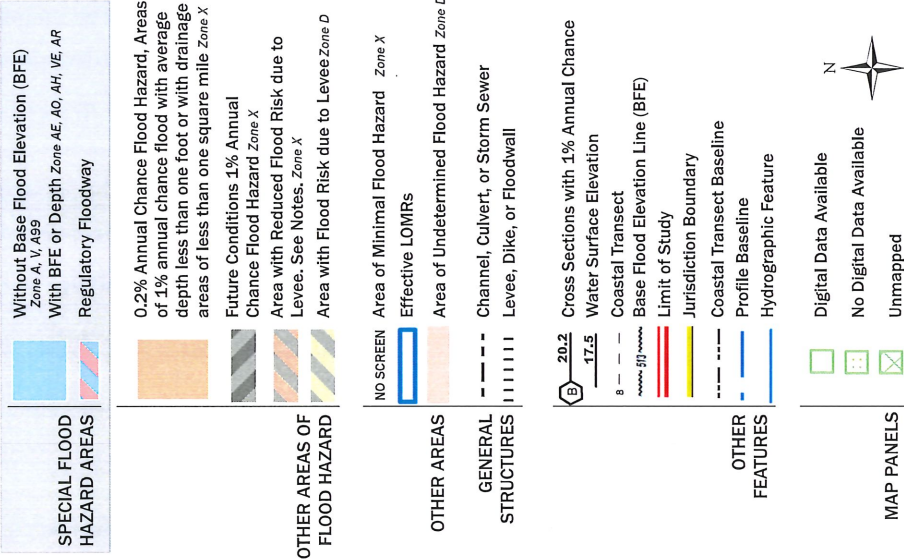 SPECIAL FLOOD
HAZARD AREAS
Without Base Flood Elevation (BFE)
Zone A, V, A99
With BFE or Depth Zone AE, AO, AH, VE, AR
Regulatory Floodway
OTHER AREAS OF
FLOOD HAZARD
0.2% Annual Chance Flood Hazard, Areas
of 1% annual chance flood with average
depth less than one foot or with drainage
areas of less than one square mile Zone X
Future Conditions 1% Annual
Chance Flood Hazard Zone X
Area with Reduced Flood Risk due to
Levee. See Notes. Zone X
Area with Flood Risk due to Levee Zone D
OTHER AREAS
NO SCREEN Area of Minimal Flood Hazard Zone X
Effective LOMRs
Area of Undetermined Flood Hazard Zone D
GENERAL
STRUCTURES
Channel, Culvert, or Storm Sewer
Levee, Dike, or Floodwall
OTHER
FEATURES
B 20.2 Cross Sections with 1% Annual Chance
17.5 Water Surface Elevation
8 Coastal Transect
513 Base Flood Elevation Line (BFE)
Limit of Study
Jurisdiction Boundary
Coastal Transect Baseline
Profile Baseline
Hydrographic Feature
MAP PANELS
Digital Data Available
No Digital Data Available
Unmapped
N